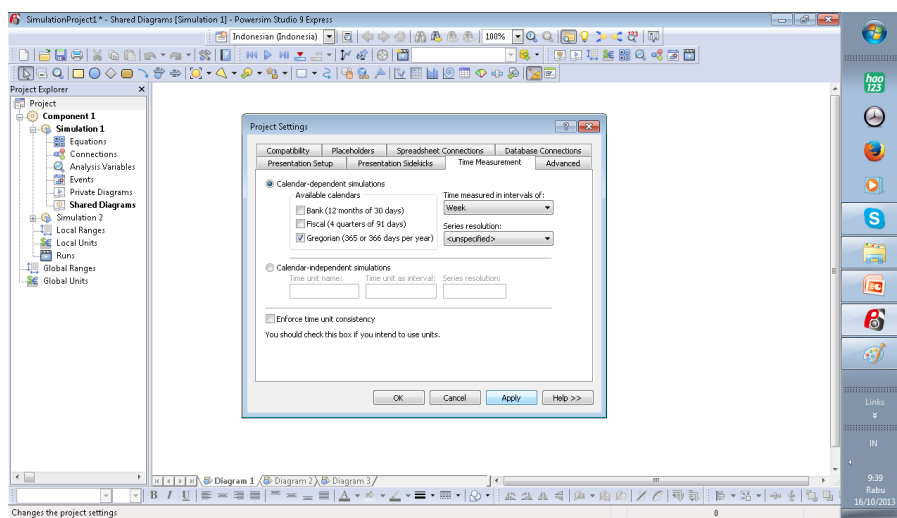 SimulationProject1 * - Shared Diagrams [Simulation 1] - Powersim Studio 9 Express
Indonesian (Indonesia)
100%
Project Explorer
Project
Component 1
Simulation 1
Equations
Connections
Analysis Variables
Events
Private Diagrams
Shared Diagrams
Simulation 2
Local Ranges
Local Units
Runs
Global Ranges
Global Units
Project Settings
Compatibility Placeholders Spreadsheet Connections Database Connections
Presentation Setup Presentation Sidekicks Time Measurement Advanced
Calendar-dependent simulations
Available calendars
Bank (12 months of 30 days)
Fiscal (4 quarters of 91 days)
Gregorian (365 or 366 days per year)
Time measured in intervals of:
Week
Series resolution:
<unspecified>
Calendar-independent simulations
Time unit name: Time unit as interval: Series resolution:
Enforce time unit consistency
You should check this box if you intend to use units.
OK Cancel Apply Help >>
Diagram 1 Diagram 2 Diagram 3
B I U
Changes the project settings
0
hao
123
Links
IN
9:39
Rabu
16/10/2013